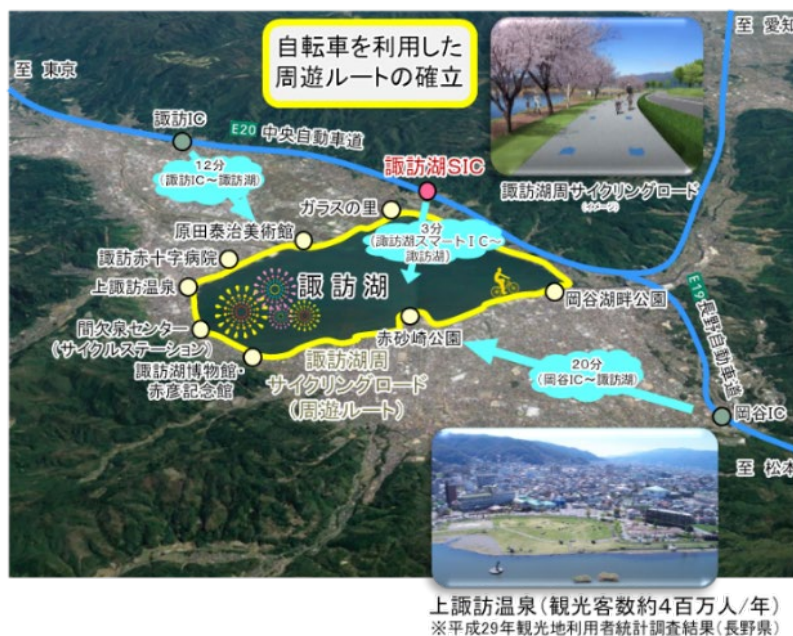 自転車を利用した
周遊ルートの確立
至 愛知
至 東京
諏訪IC
E20 中央自動車道
12分
(諏訪IC～諏訪湖)
諏訪湖SIC
諏訪湖周サイクリングロード
(イメージ)
ガラスの里
原田泰治美術館
3分
(諏訪湖スマートIC～
諏訪湖)
諏訪赤十字病院
上諏訪温泉
諏訪湖
E19 長野自動車道
岡谷湖畔公園
間欠泉センター
(サイクルステーション)
赤砂崎公園
諏訪湖博物館・
赤彦記念館
諏訪湖周
サイクリングロード
(周遊ルート)
20分
(岡谷IC～諏訪湖)
岡谷IC
至 松本
上諏訪温泉(観光客数約4百万人/年)
※平成29年観光地利用者統計調査結果(長野県)